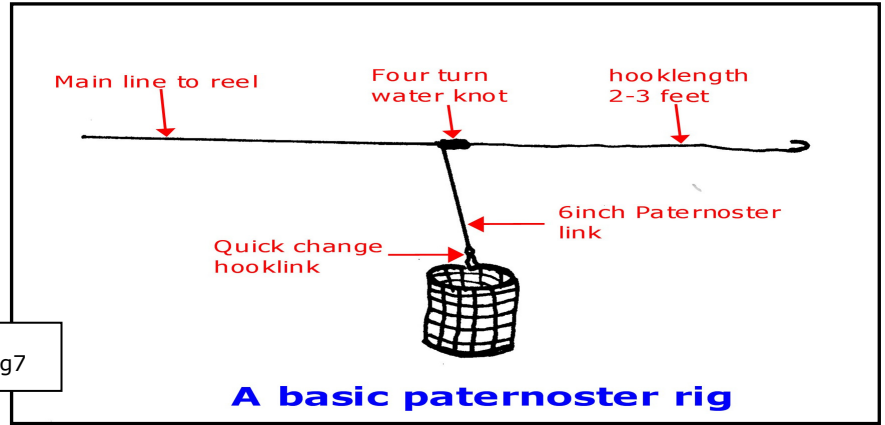 Main line to reel
Four turn
water knot
hooklength
2-3 feet
6inch Paternoster
link
Quick change
hooklink
g7
A basic paternoster rig